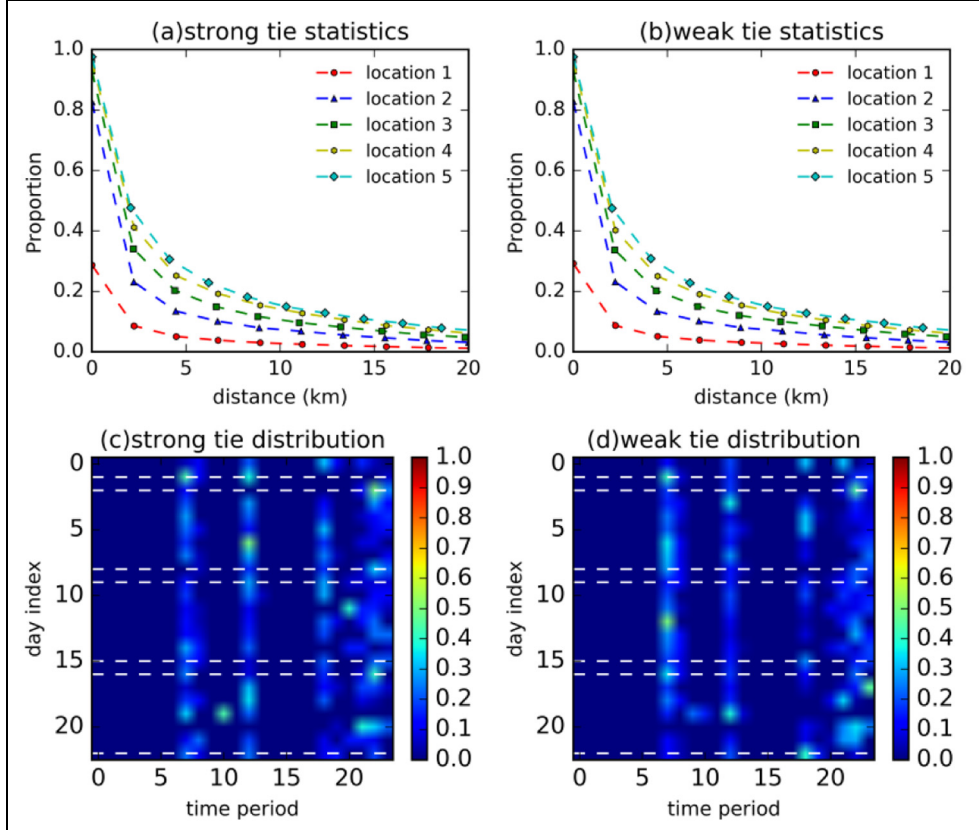 (a)strong tie statistics
1.0
0.8
0.6
0.4
0.2
0.0
Proportion
location 1
location 2
location 3
location 4
location 5
0 5 10 15 20
distance (km)
(b)weak tie statistics
1.0
0.8
0.6
0.4
0.2
0.0
Proportion
location 1
location 2
location 3
location 4
location 5
0 5 10 15 20
distance (km)
(c)strong tie distribution
0
5
10
15
20
day index
0 5 10 15 20
time period
1.0
0.9
0.8
0.7
0.6
0.5
0.4
0.3
0.2
0.1
0.0
(d)weak tie distribution
0
5
10
15
20
day index
0 5 10 15 20
time period
1.0
0.9
0.8
0.7
0.6
0.5
0.4
0.3
0.2
0.1
0.0